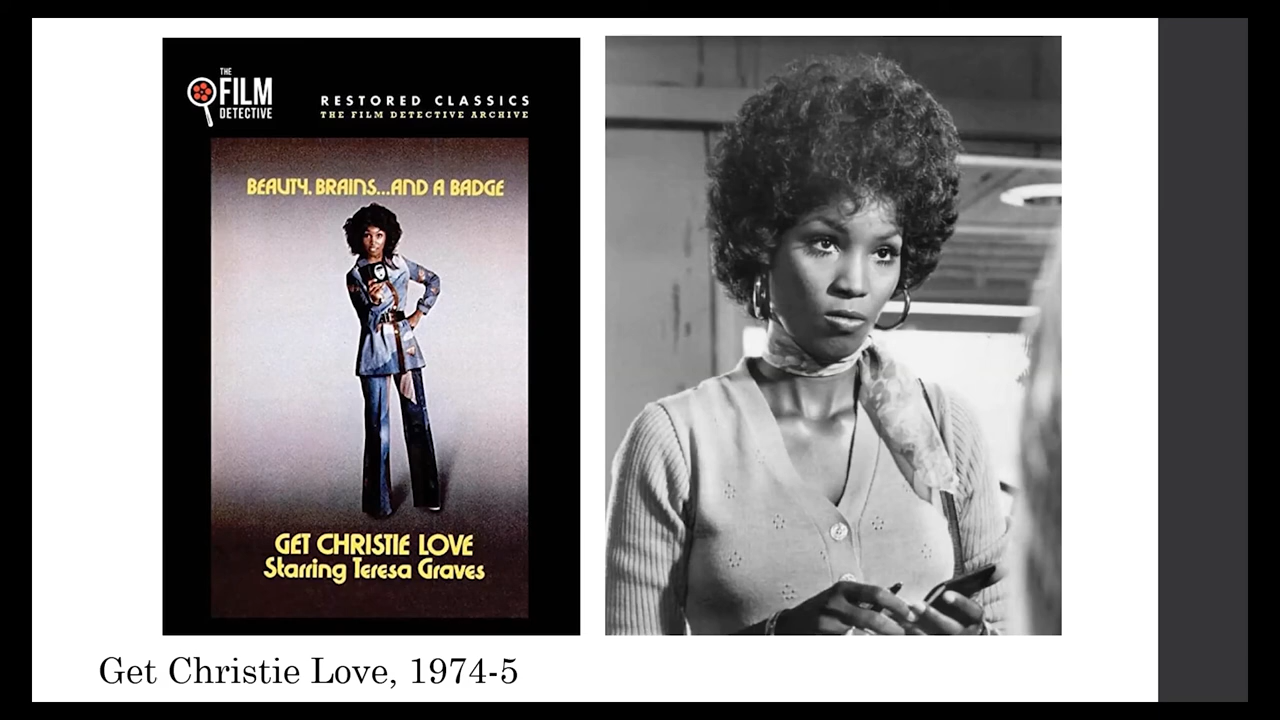 THE
FILM
DETECTIVE
RESTORED CLASSICS
THE FILM DETECTIVE ARCHIVE
BEAUTY, BRAINS...AND A BADGE
GET CHRISTIE LOVE
Starring Teresa Graves
Get Christie Love, 1974-5